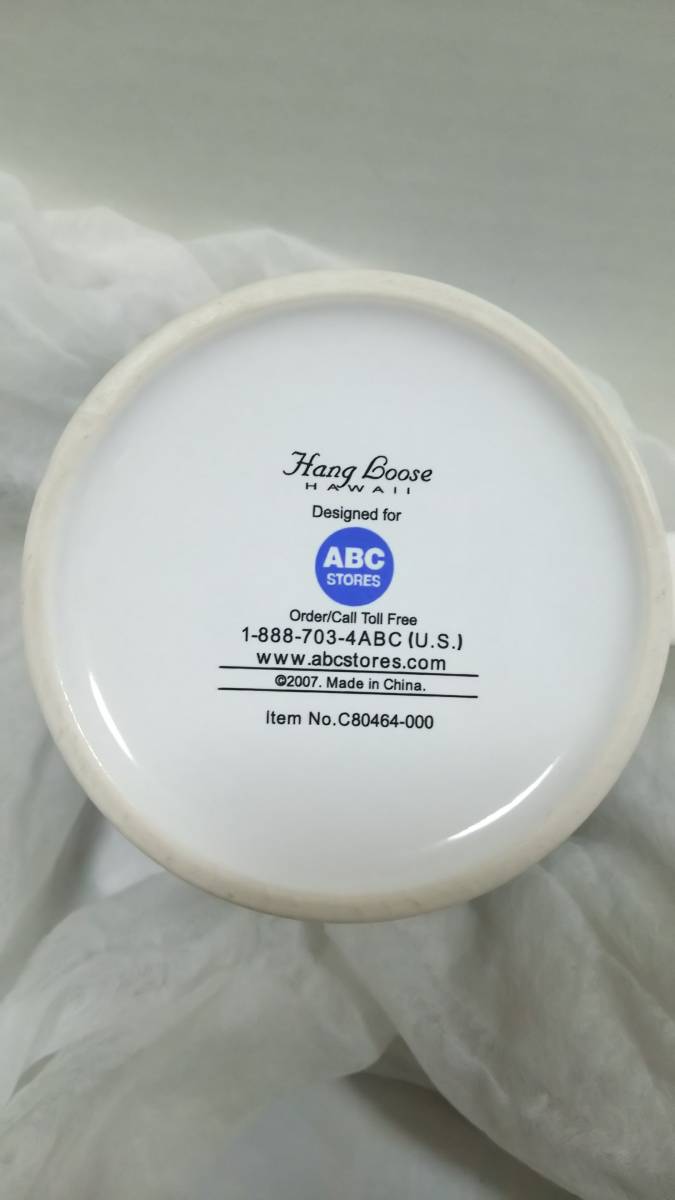 Hang Loose
HAWAII
Designed for
ABC
STORES
Order/Call Toll Free
1-888-703-4ABC (U.S.)
www.abcstores.com
©2007. Made in China.
Item No.C80464-000